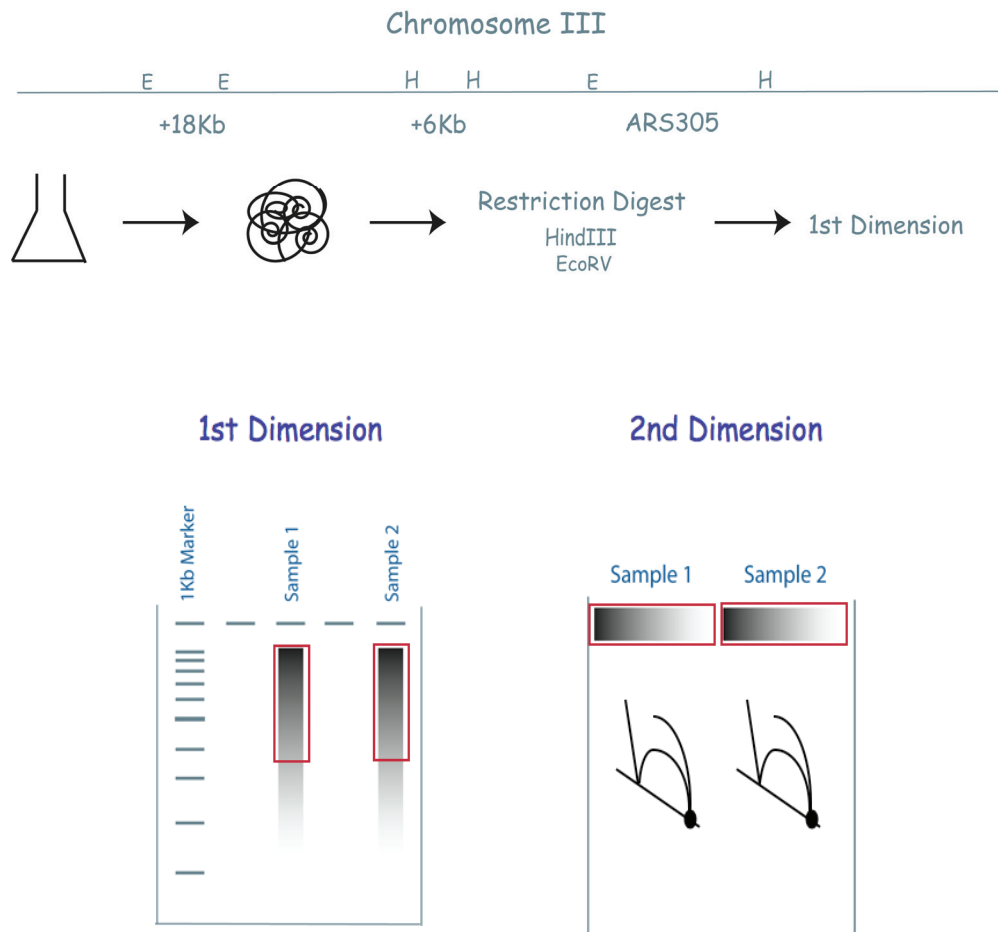 Chromosome III
E E H H E H
+18Kb +6Kb ARS305
Restriction Digest
HindIII
EcoRV
1st Dimension
1st Dimension 2nd Dimension
1Kb Marker
Sample 1
Sample 2
Sample 1 Sample 2